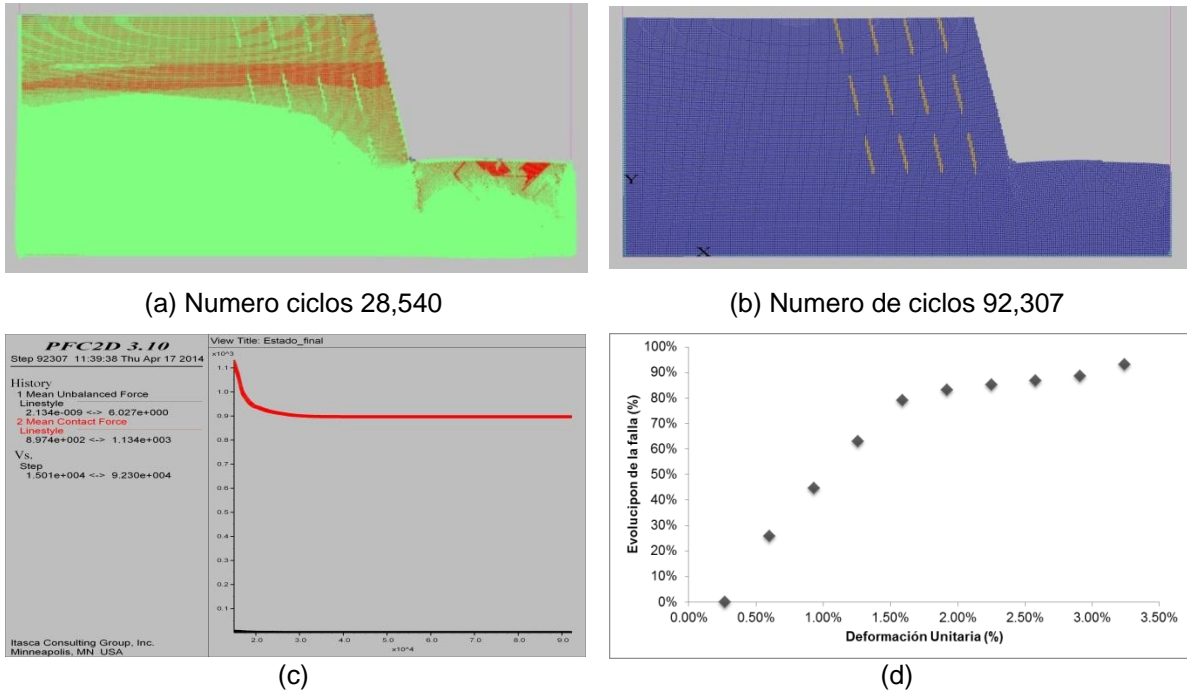 Y
X
(a) Numero ciclos 28,540
(b) Numero de ciclos 92,307
PFC2D 3.10
Step 92307 11:39:38 Thu Apr 17 2014
History
1 Mean Unbalanced Force
Linestyle
2.134e-009 <-> 6.027e+000
2 Mean Contact Force
Linestyle
8.974e+002 <-> 1.134e+003
Vs.
Step
1.501e+004 <-> 9.230e+004
Itasca Consulting Group, Inc.
Minneapolis, MN USA
View Title: Estado_final
x10^3
1.1
1.0
0.9
0.8
0.7
0.6
0.5
0.4
0.3
0.2
0.1
2.0 3.0 4.0 5.0 6.0 7.0 8.0 9.0
x10^4
(c)
Evolucipon de la falla (%)
100%
90%
80%
70%
60%
50%
40%
30%
20%
10%
0%
0.00% 0.50% 1.00% 1.50% 2.00% 2.50% 3.00% 3.50%
Deformación Unitaria (%)
(d)